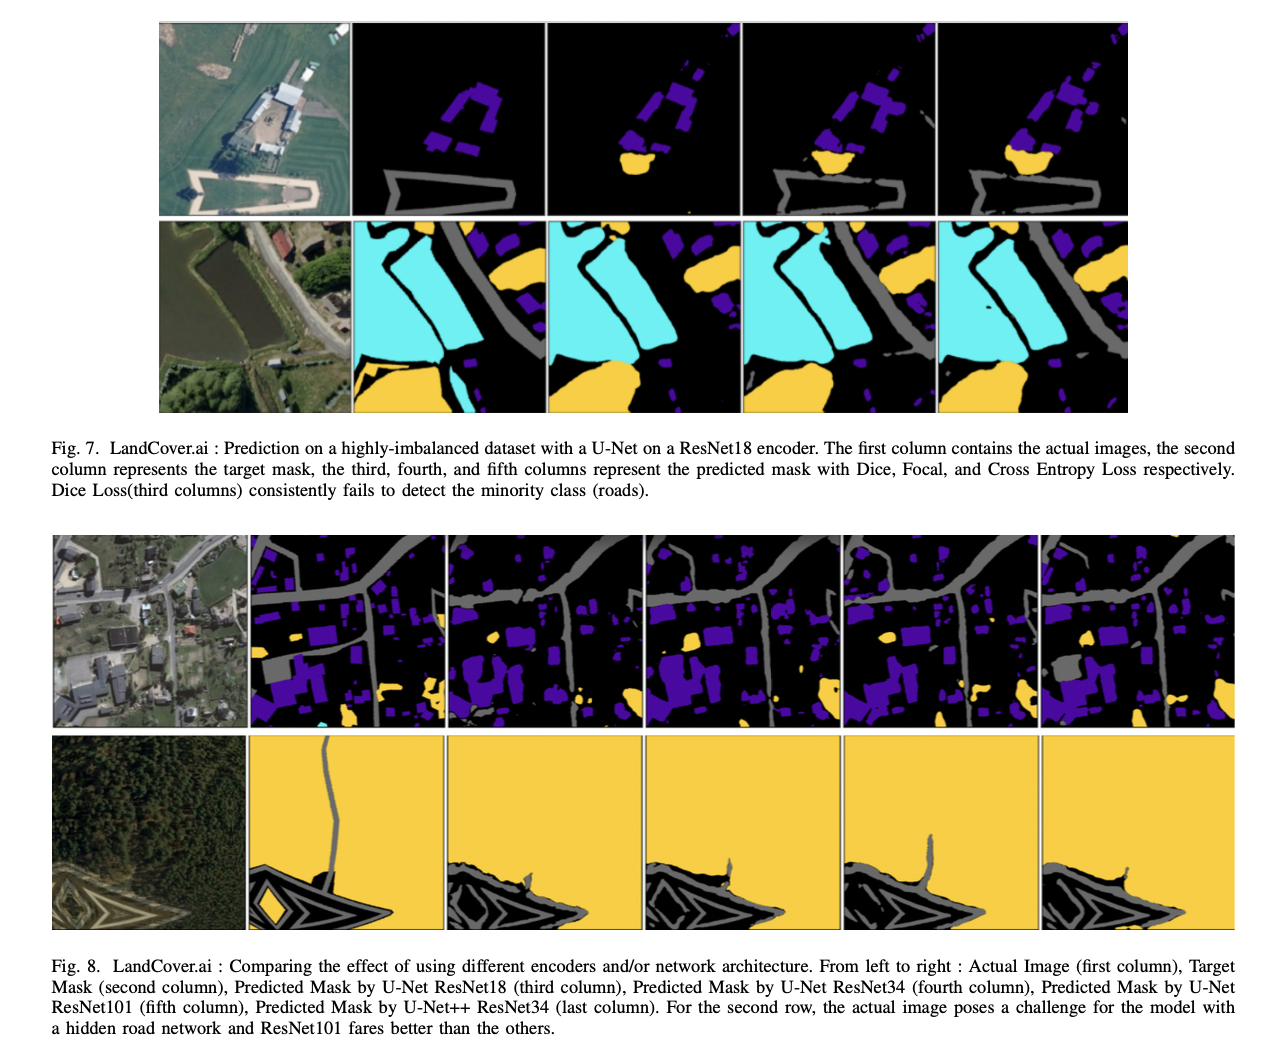 Fig. 7. LandCover.ai : Prediction on a highly-imbalanced dataset with a U-Net on a ResNet18 encoder. The first column contains the actual images, the second
column represents the target mask, the third, fourth, and fifth columns represent the predicted mask with Dice, Focal, and Cross Entropy Loss respectively.
Dice Loss(third columns) consistently fails to detect the minority class (roads).
Fig. 8. LandCover.ai : Comparing the effect of using different encoders and/or network architecture. From left to right : Actual Image (first column), Target
Mask (second column), Predicted Mask by U-Net ResNet18 (third column), Predicted Mask by U-Net ResNet34 (fourth column), Predicted Mask by U-Net
ResNet101 (fifth column), Predicted Mask by U-Net++ ResNet34 (last column). For the second row, the actual image poses a challenge for the model with
a hidden road network and ResNet101 fares better than the others.